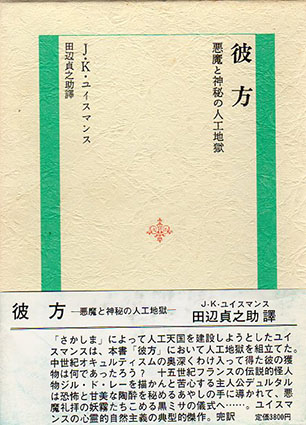 彼方
悪魔と神秘の人工地獄
J・K・ユイスマンス
田辺貞之助譯
彼 方 ―悪魔と神秘の人工地獄―
J・K・ユイスマンス
田辺貞之助 譯
「さかしま」によって人工天国を建設しようとしたユイ
スマンスは、本書「彼方」において人工地獄を組立てた。
中世紀オキュルティスムの奥深くわけ入って得た彼の獲
物は何であったろう? 十五世紀フランスの伝説的怪人
物ジル・ド・レーを描かんと苦心する主人公デュルタル
は恐怖と甘美な陶酔を秘めるあやしの手に導かれて、悪
魔礼拝の妖霧たちこめる黒ミサの儀式へ……。ユイス
マンスの心霊的自然主義の典型的傑作。完訳
定価3800円